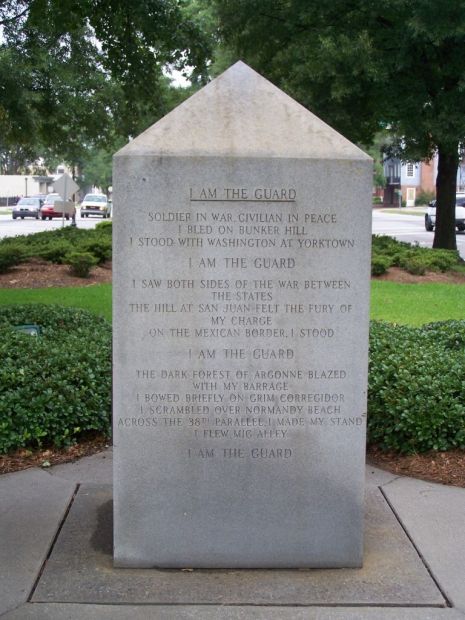 I AM THE GUARD
SOLDIER IN WAR, CIVILIAN IN PEACE
I BLED ON BUNKER HILL
I STOOD WITH WASHINGTON AT YORKTOWN
I AM THE GUARD
I SAW BOTH SIDES OF THE WAR BETWEEN
THE STATES
THE HILL AT SAN JUAN FELT THE FURY OF
MY CHARGE
ON THE MEXICAN BORDER, I STOOD
I AM THE GUARD
THE DARK FOREST OF ARGONNE BLAZED
WITH MY BARRAGE
I BOWED BRIEFLY ON GRIM CORREGIDOR
I SCRAMBLED OVER NORMANDY BEACH
ACROSS THE 38TH PARALLEL, I MADE MY STAND
I FLEW MIG ALLEY
I AM THE GUARD